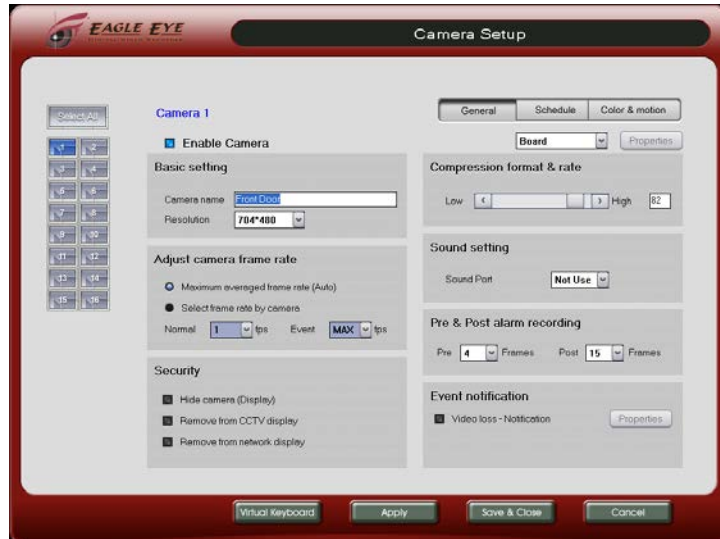 EAGLE EYE
Camera Setup
Select All
Camera 1
General
Schedule
Color & motion
Enable Camera
Board
Properties
1
2
3
4
5
6
7
8
9
10
11
12
13
14
15
16
Basic setting
Camera name
Front Door
Resolution
704*480
Compression format & rate
Low
High
82
Adjust camera frame rate
Maximum averaged frame rate (Auto)
Select frame rate by camera
Normal 1 fps Event MAX fps
Sound setting
Sound Port
Not Use
Pre & Post alarm recording
Pre 4 Frames Post 15 Frames
Security
Hide camera (Display)
Remove from CCTV display
Remove from network display
Event notification
Video loss - Notification
Properties
Virtual Keyboard
Apply
Save & Close
Cancel